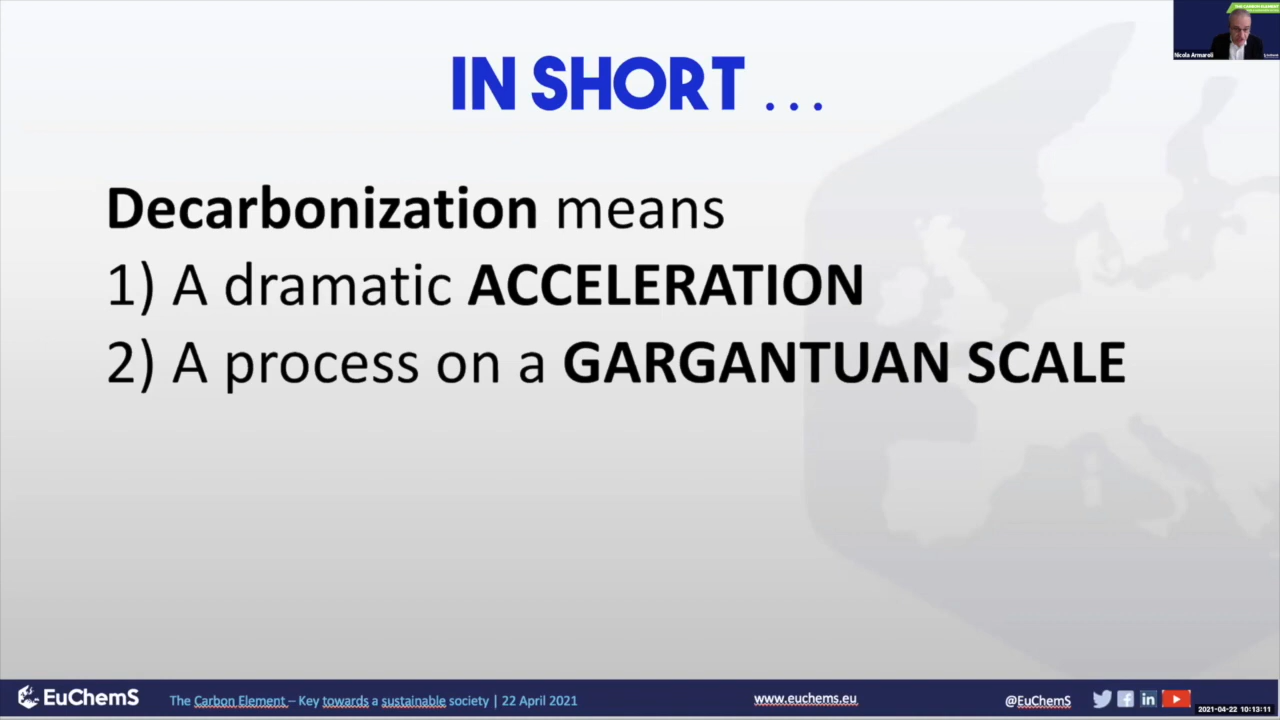 IN SHORT ...
Decarbonization means
1) A dramatic ACCELERATION
2) A process on a GARGANTUAN SCALE
Nicola Armaroli
EuChemS
The Carbon Element – Key towards a sustainable society | 22 April 2021
www.euchems.eu
@EuChemS
2021-04-22 10:13:11